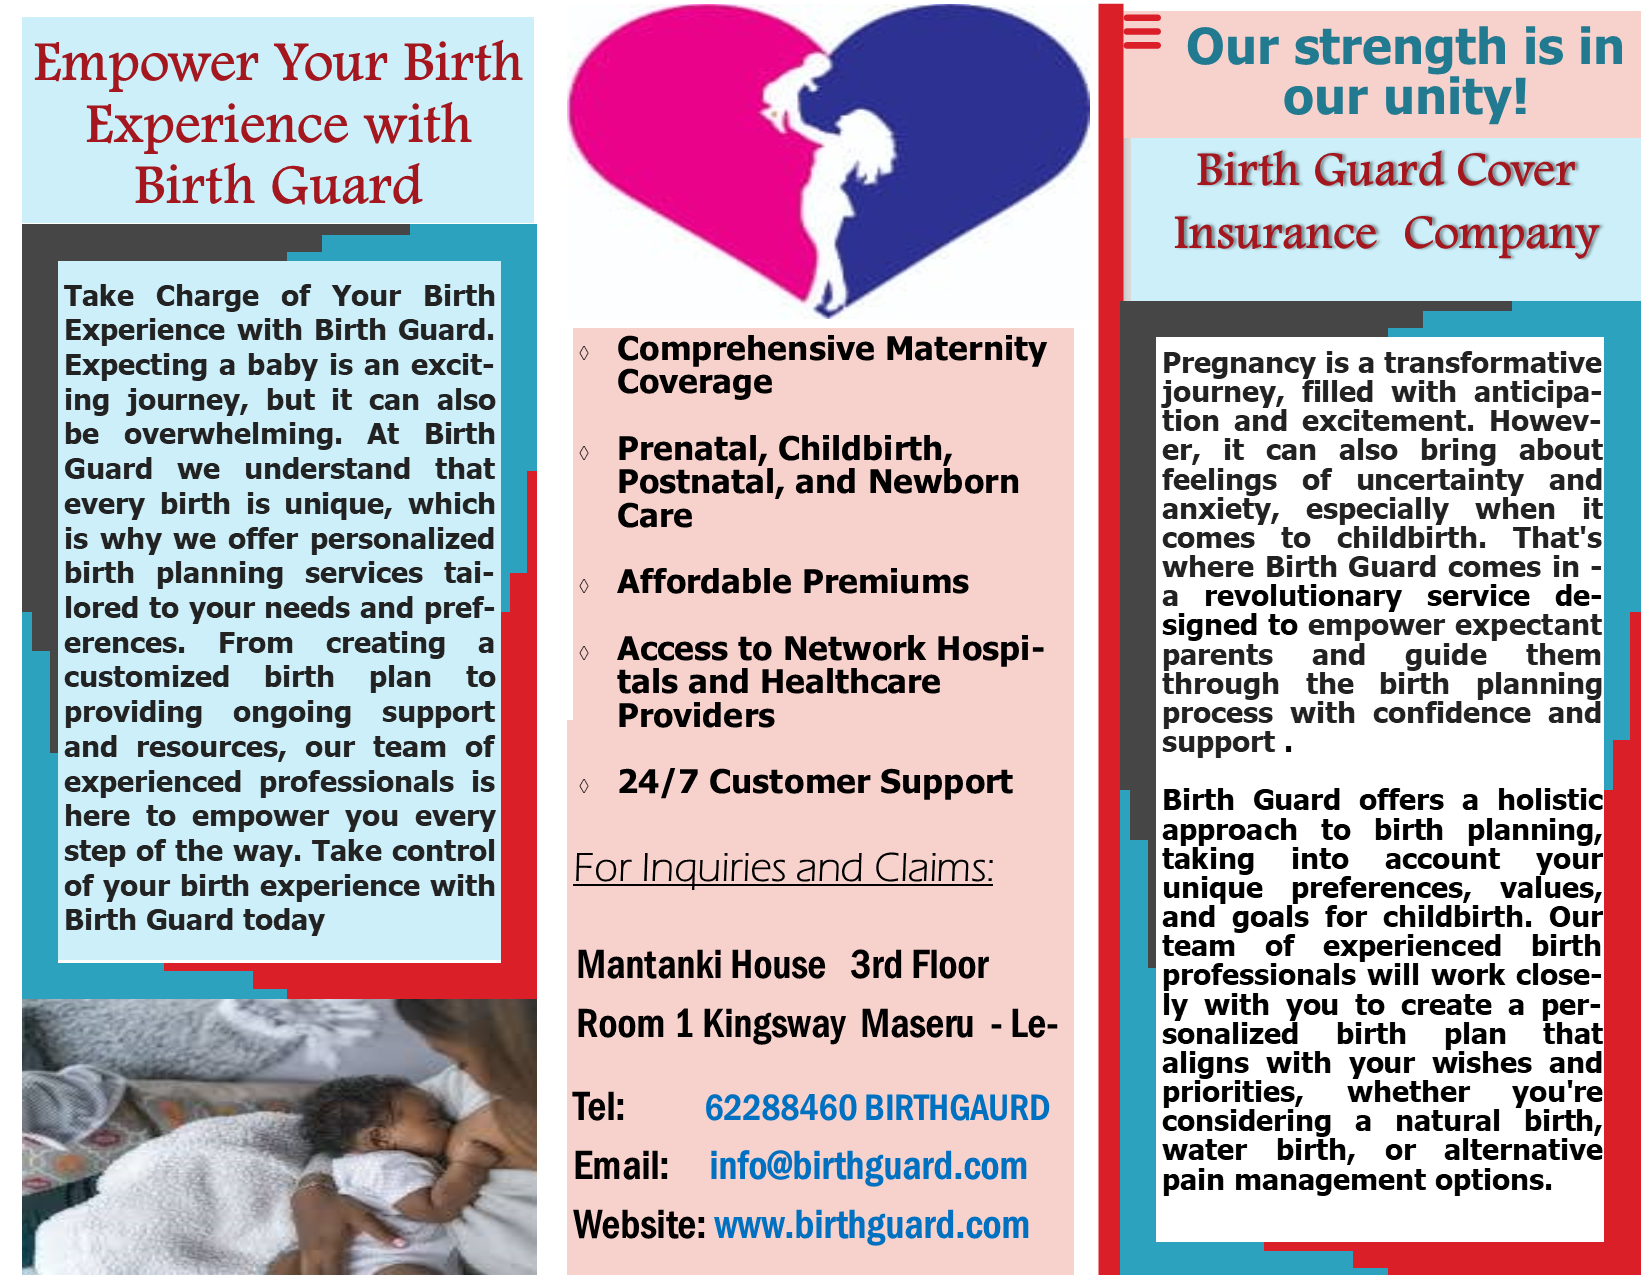 Empower Your Birth
Experience with
Birth Guard
Take Charge of Your Birth
Experience with Birth Guard.
Expecting a baby is an excit-
ing journey, but it can also
be overwhelming. At Birth
Guard we understand that
every birth is unique, which
is why we offer personalized
birth planning services tai-
lored to your needs and pref-
erences. From creating a
customized birth plan to
providing ongoing support
and resources, our team of
experienced professionals is
here to empower you every
step of the way. Take control
of your birth experience with
Birth Guard today
◊ Comprehensive Maternity
Coverage
◊ Prenatal, Childbirth,
Postnatal, and Newborn
Care
◊ Affordable Premiums
◊ Access to Network Hospi-
tals and Healthcare
Providers
◊ 24/7 Customer Support
For Inquiries and Claims:
Mantanki House 3rd Floor
Room 1 Kingsway Maseru - Le-
Tel: 62288460 BIRTHGAURD
Email: info@birthguard.com
Website: www.birthguard.com
Our strength is in
our unity!
Birth Guard Cover
Insurance Company
Pregnancy is a transformative
journey, filled with anticipa-
tion and excitement. Howev-
er, it can also bring about
feelings of uncertainty and
anxiety, especially when it
comes to childbirth. That's
where Birth Guard comes in -
a revolutionary service de-
signed to empower expectant
parents and guide them
through the birth planning
process with confidence and
support .
Birth Guard offers a holistic
approach to birth planning,
taking into account your
unique preferences, values,
and goals for childbirth. Our
team of experienced birth
professionals will work close-
ly with you to create a per-
sonalized birth plan that
aligns with your wishes and
priorities, whether you're
considering a natural birth,
water birth, or alternative
pain management options.